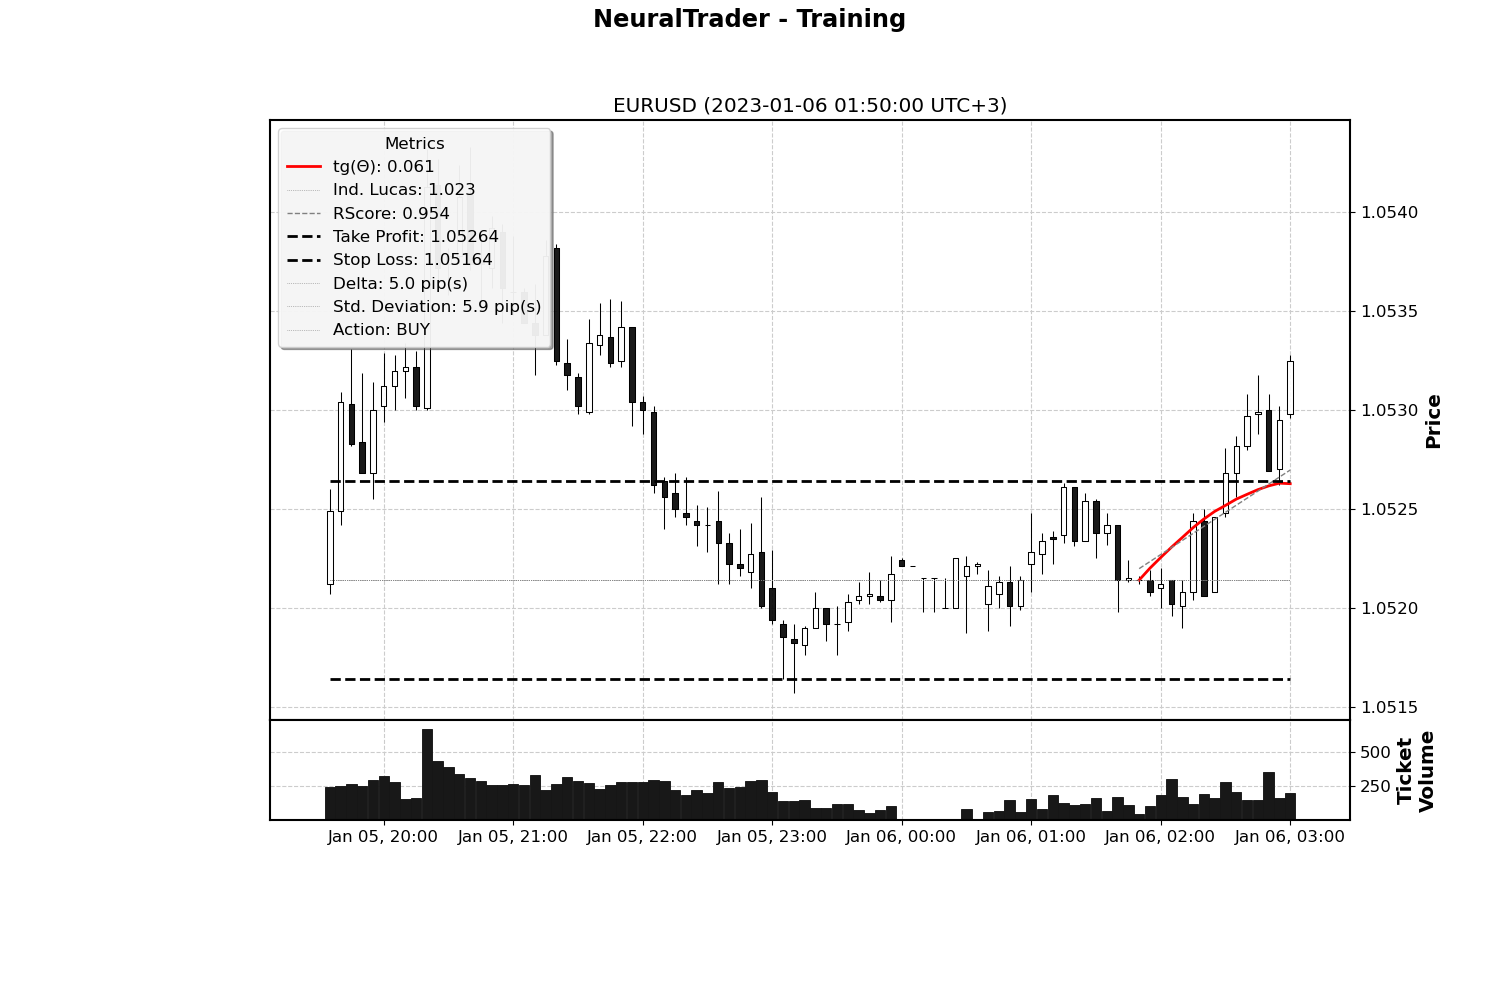 NeuralTrader - Training
EURUSD (2023-01-06 01:50:00 UTC+3)
Metrics
tg(Θ): 0.061
Ind. Lucas: 1.023
RScore: 0.954
Take Profit: 1.05264
Stop Loss: 1.05164
Delta: 5.0 pip(s)
Std. Deviation: 5.9 pip(s)
Action: BUY
1.0540
1.0535
1.0530
1.0525
1.0520
1.0515
Price
500
250
Ticket
Volume
Jan 05, 20:00
Jan 05, 21:00
Jan 05, 22:00
Jan 05, 23:00
Jan 06, 00:00
Jan 06, 01:00
Jan 06, 02:00
Jan 06, 03:00